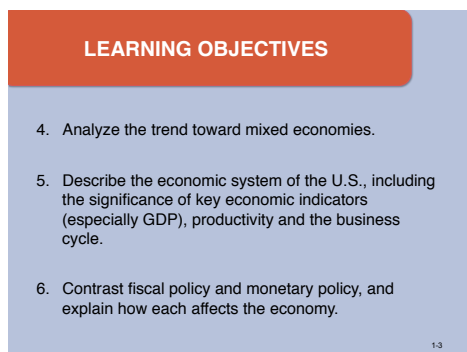 LEARNING OBJECTIVES
4. Analyze the trend toward mixed economies.
5. Describe the economic system of the U.S., including
the significance of key economic indicators
(especially GDP), productivity and the business
cycle.
6. Contrast fiscal policy and monetary policy, and
explain how each affects the economy.
1-3